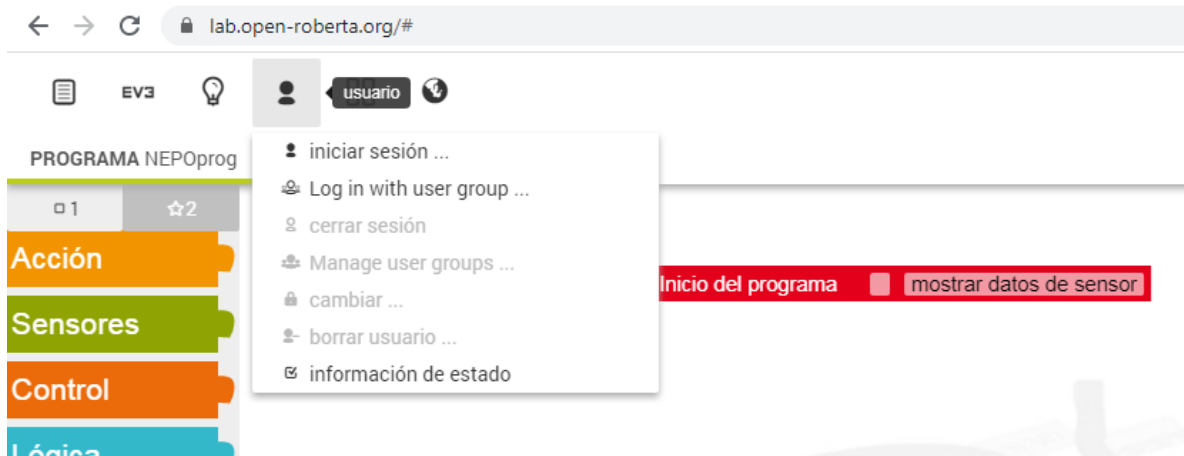 lab.open-roberta.org/#
EV3
usuario
PROGRAMA NEPOprog
1
2
iniciar sesión ...
Log in with user group ...
cerrar sesión
Manage user groups ...
cambiar ...
borrar usuario ...
información de estado
Acción
Sensores
Control
Lógica
Inicio del programa
mostrar datos de sensor